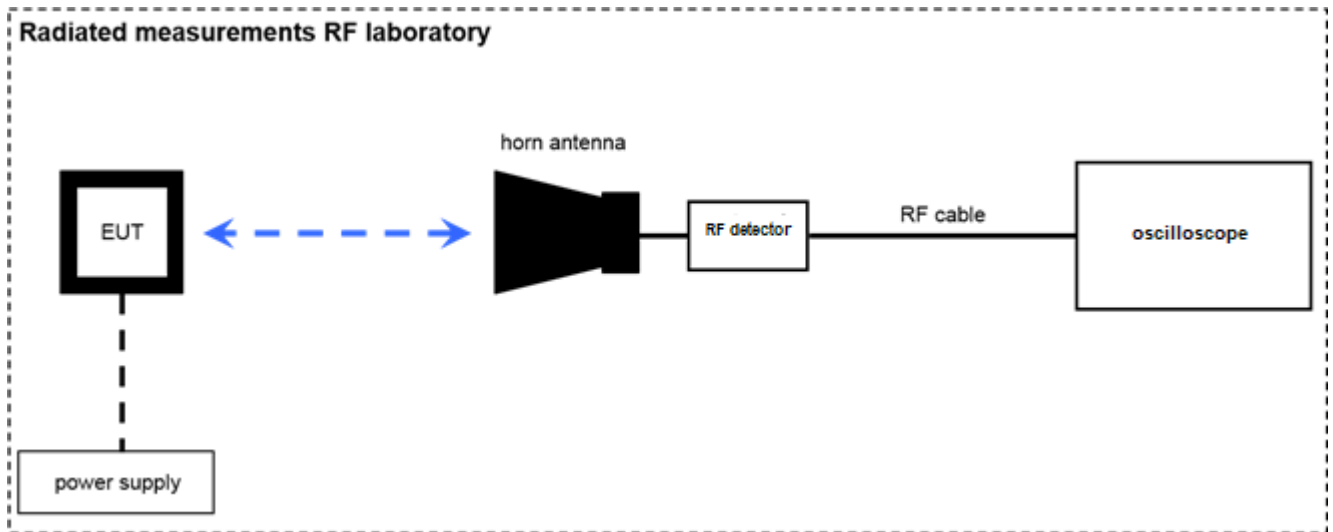 Radiated measurements RF laboratory
horn antenna
EUT
RF detector
RF cable
oscilloscope
power supply